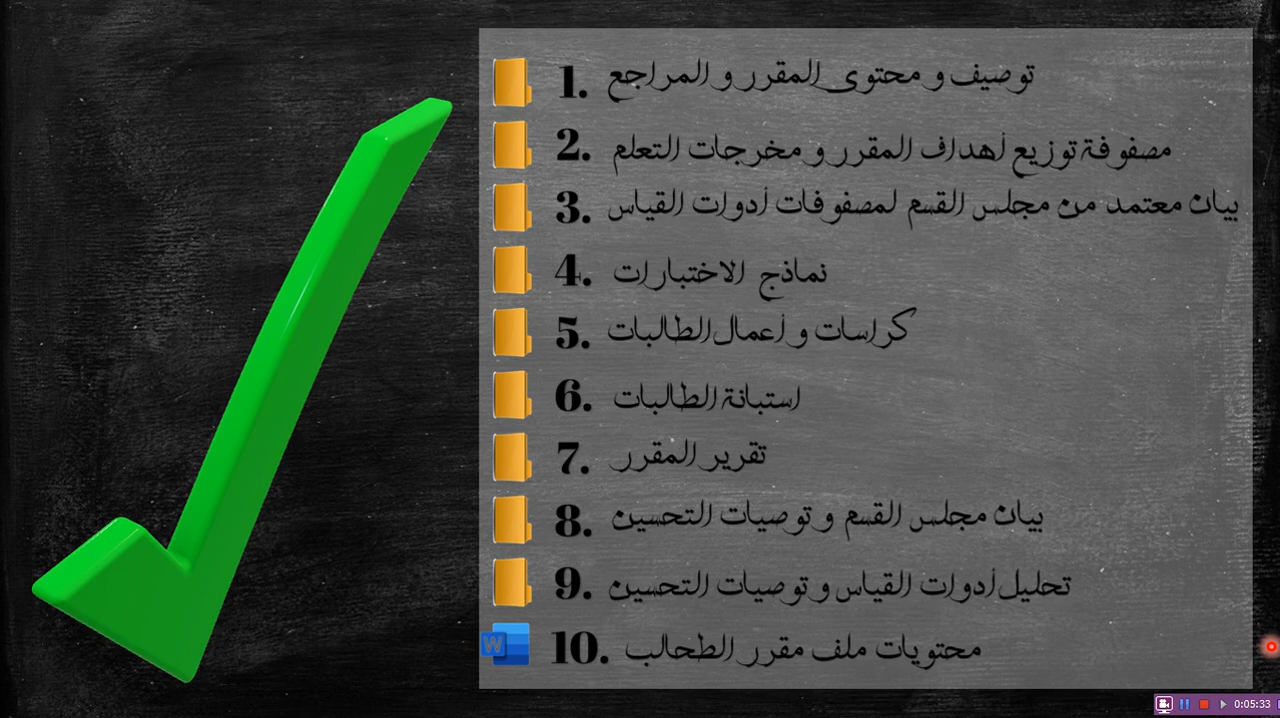 1. توصيف و محتوى المقرر و المراجع
2. مصفوفة توزيع أهداف المقرر و مخرجات التعلم
3. بيان معتمد من مجلس القسم لمصفوفات أدوات القياس
4. نماذج الاختبارات
5. كراسات و أعمال الطالبات
6. استبانة الطالبات
7. تقرير المقرر
8. بيان مجلس القسم و توصيات التحسين
9. تحليل أدوات القياس و توصيات التحسين
W 10. محتويات ملف مقرر الطحالب
0:05:33